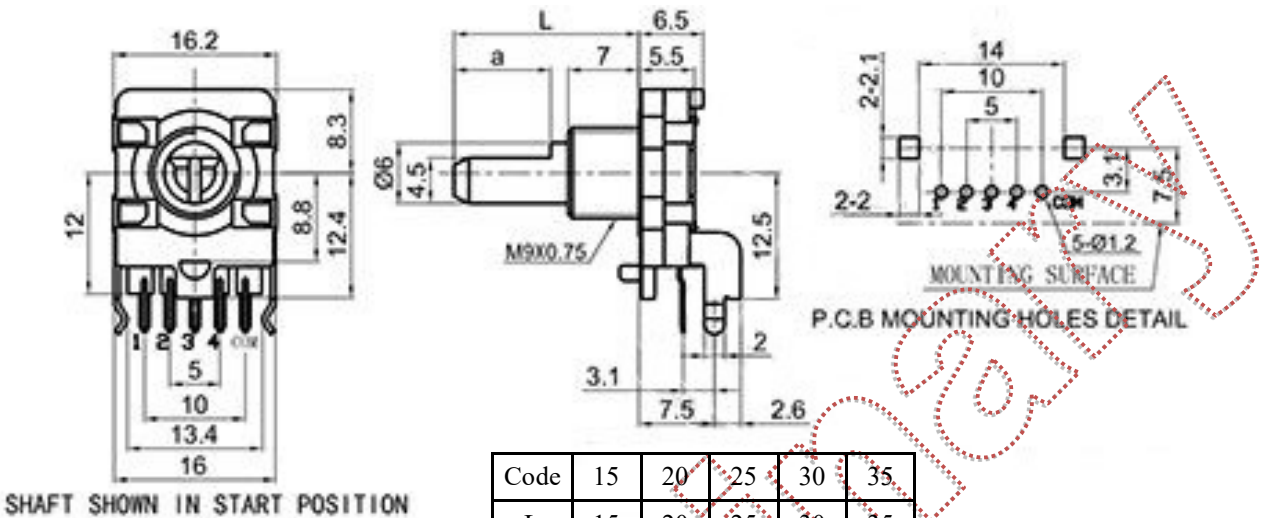 16.2
8.3
12
8.8
12.4
1 2 3 4 COM
5
10
13.4
16
SHAFT SHOWN IN START POSITION
L
6.5
a
7
5.5
Ø6
4.5
M9X0.75
12.5
2
3.1
7.5
2.6
14
10
5
2-2.1
3.1
7.5
2-2
1 2 3 4 COM
5-Ø1.2
MOUNTING SURFACE
P.C.B MOUNTING HOLES DETAIL
Code 15 20 25 30 35